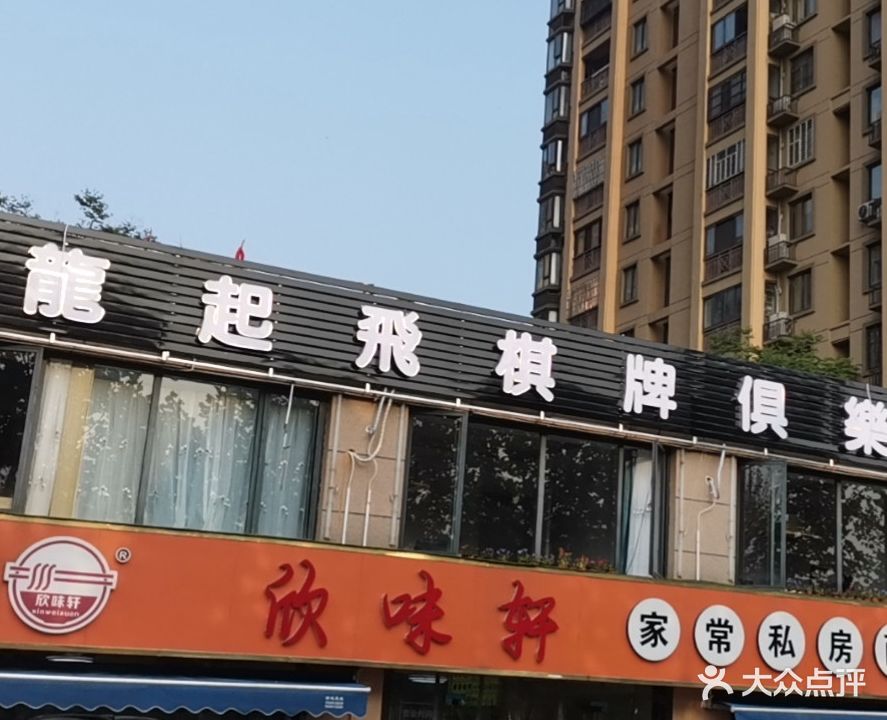 龍起飛棋牌俱樂
欣味轩
xinweixuan
®
欣味轩
家常私房
大众点评